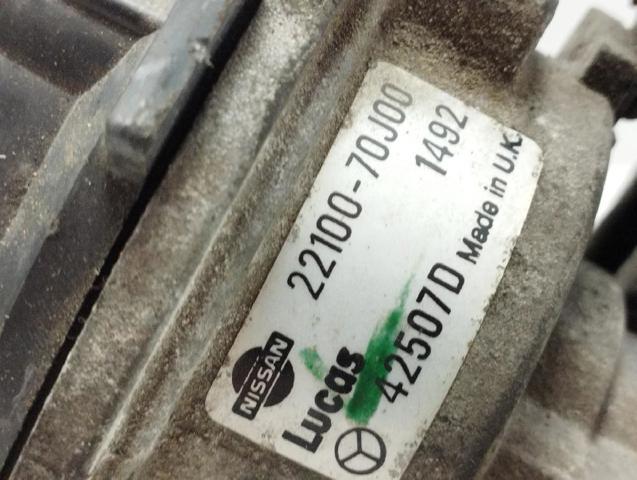 22100-70J00
1492
NISSAN
Lucas 42507D Made in U.K.